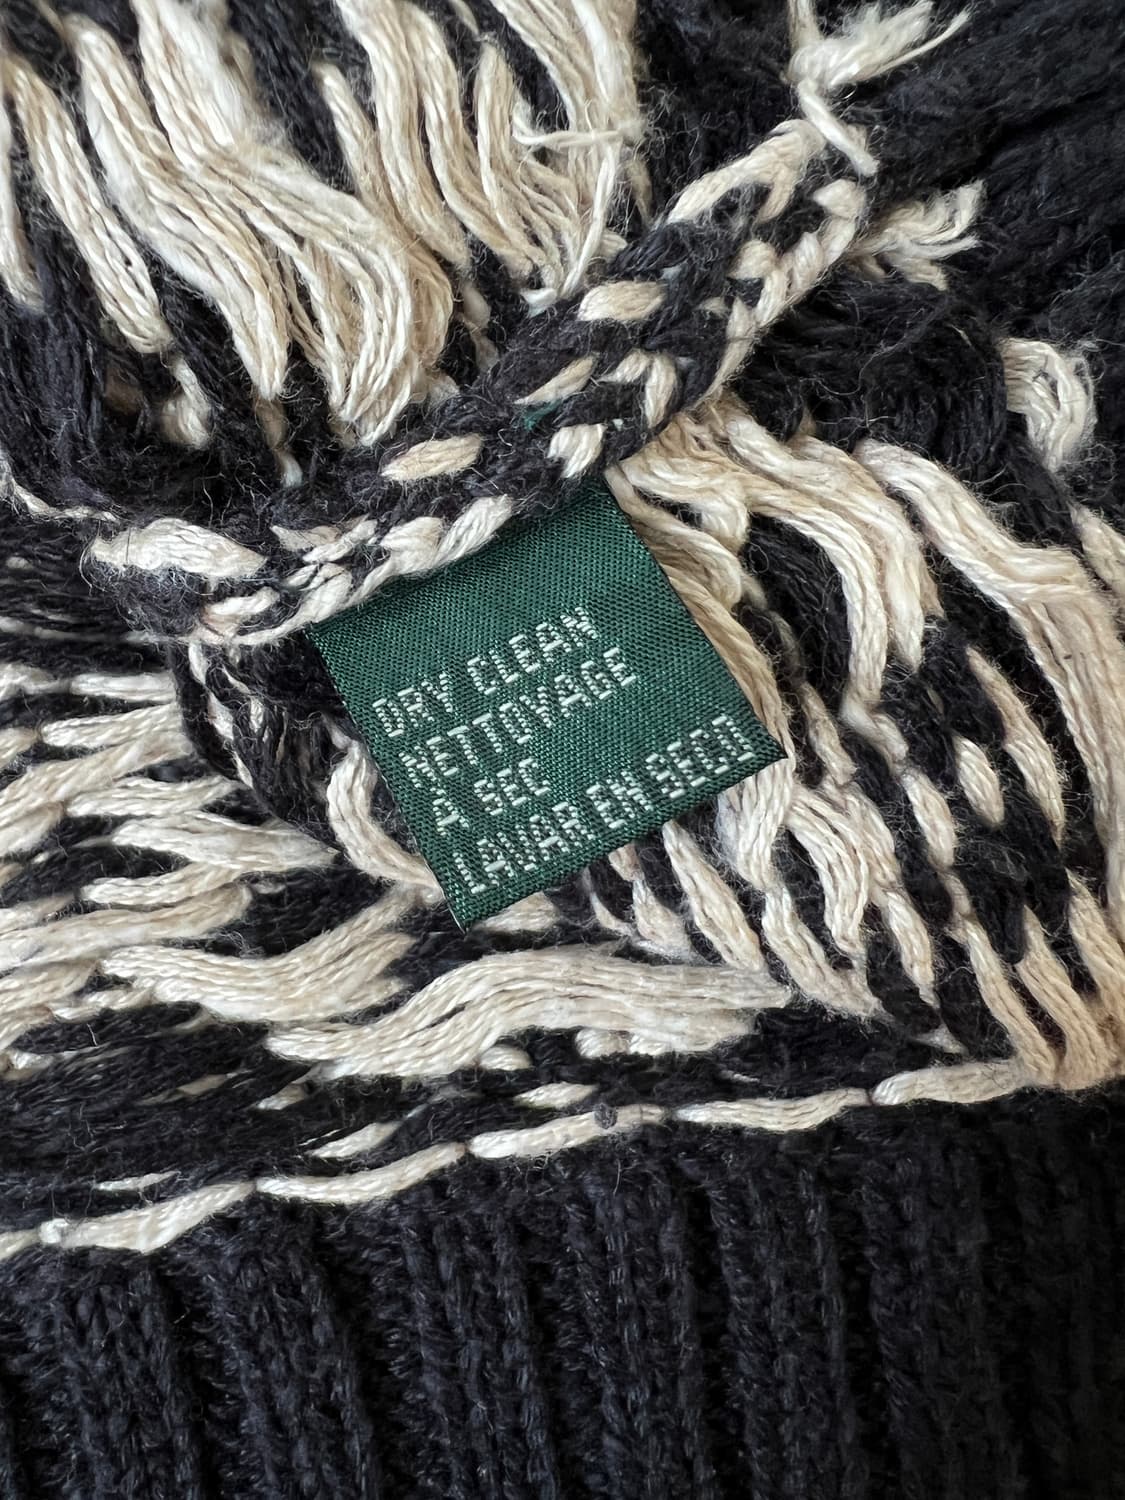 DRY CLEAN
NETTOYAGE
A SEC
LAVAR EN SECO